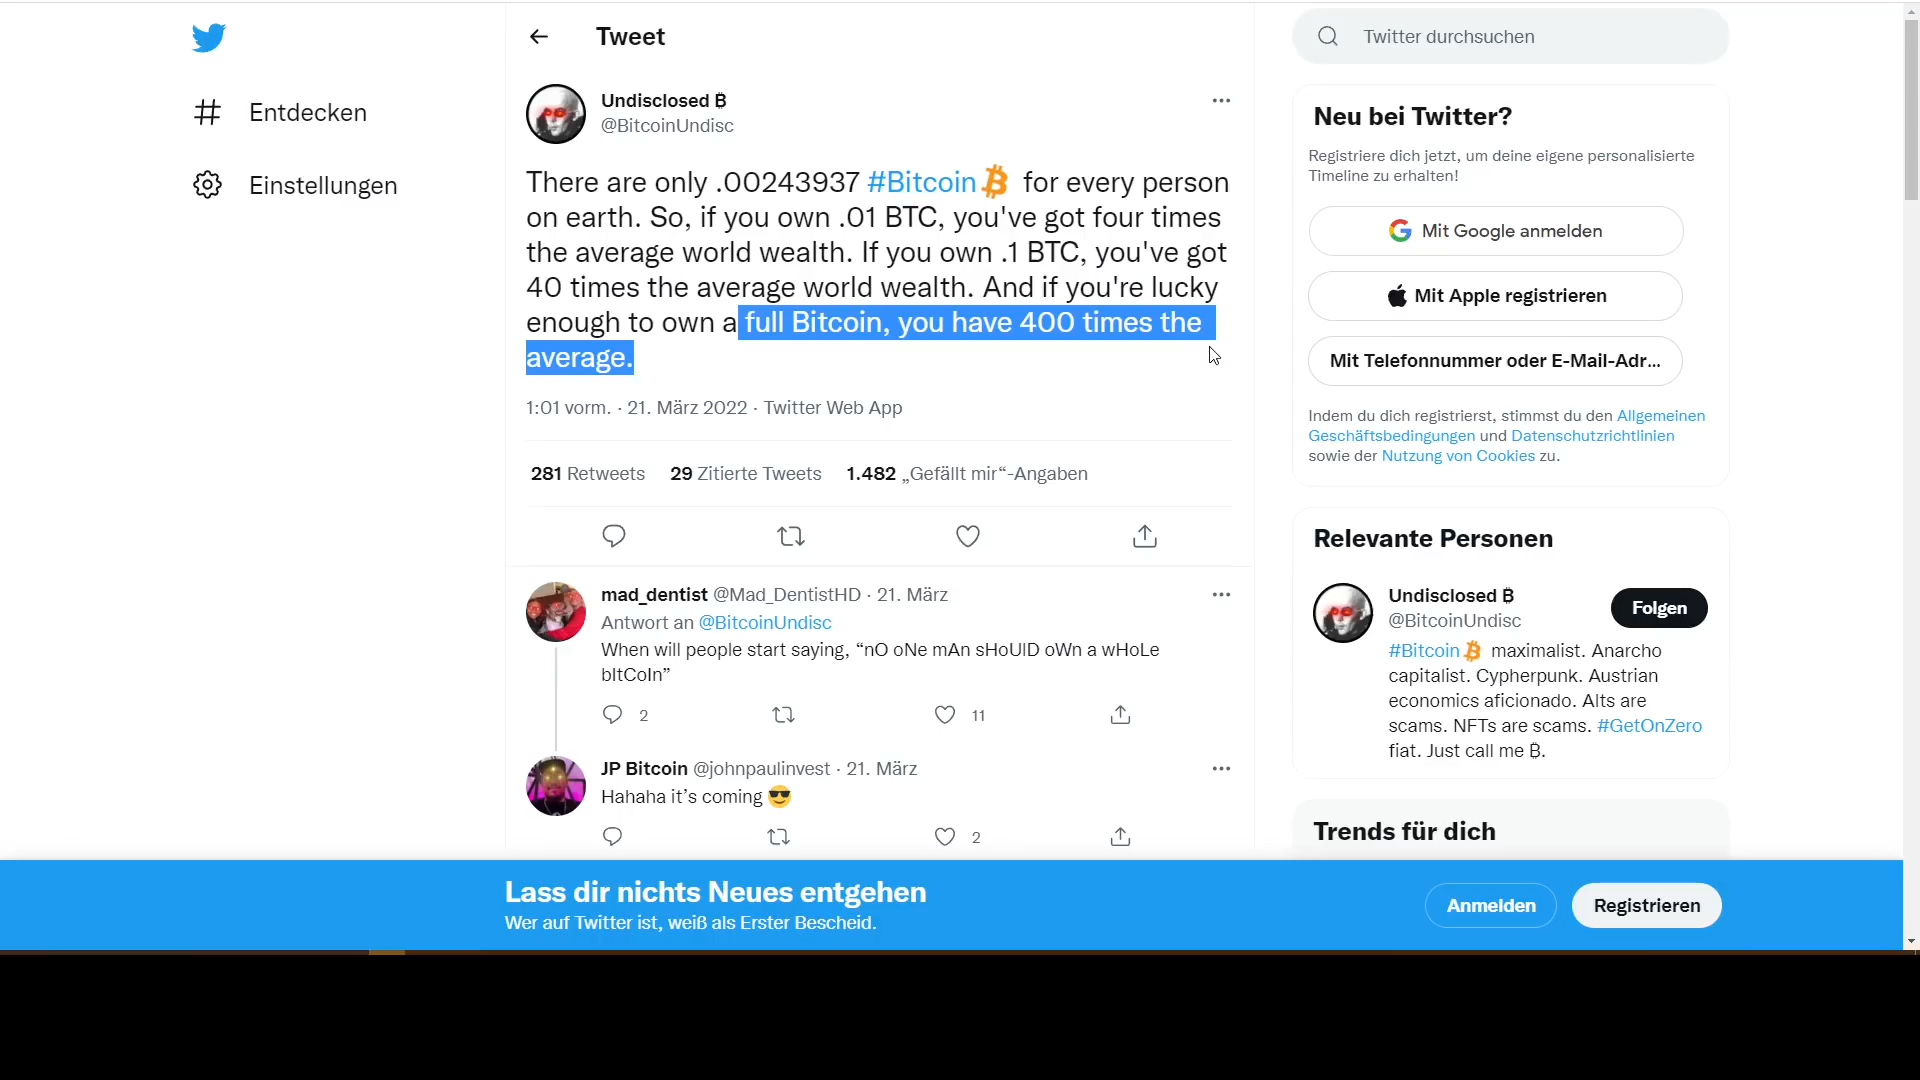 Tweet
Twitter durchsuchen
Entdecken
Einstellungen
Undisclosed ₿
@BitcoinUndisc
There are only .00243937 #Bitcoin for every person
on earth. So, if you own .01 BTC, you've got four times
the average world wealth. If you own .1 BTC, you've got
40 times the average world wealth. And if you're lucky
enough to own a full Bitcoin, you have 400 times the
average.
1:01 vorm. · 21. März 2022 · Twitter Web App
281 Retweets 29 Zitierte Tweets 1.482 „Gefällt mir“-Angaben
mad_dentist @Mad_DentistHD · 21. März
Antwort an @BitcoinUndisc
When will people start saying, “nO oNe mAn sHoUlD oWn a wHoLe
bItCoIn”
2 11
JP Bitcoin @johnpaulinvest · 21. März
Hahaha it’s coming 😎
2
Neu bei Twitter?
Registriere dich jetzt, um deine eigene personalisierte
Timeline zu erhalten!
Mit Google anmelden
Mit Apple registrieren
Mit Telefonnummer oder E-Mail-Adr...
Indem du dich registrierst, stimmst du den Allgemeinen
Geschäftsbedingungen und Datenschutzrichtlinien
sowie der Nutzung von Cookies zu.
Relevante Personen
Undisclosed ₿
@BitcoinUndisc
Folgen
#Bitcoin maximalist. Anarcho
capitalist. Cypherpunk. Austrian
economics aficionado. Alts are
scams. NFTs are scams. #GetOnZero
fiat. Just call me ₿.
Trends für dich
Lass dir nichts Neues entgehen
Wer auf Twitter ist, weiß als Erster Bescheid.
Anmelden
Registrieren